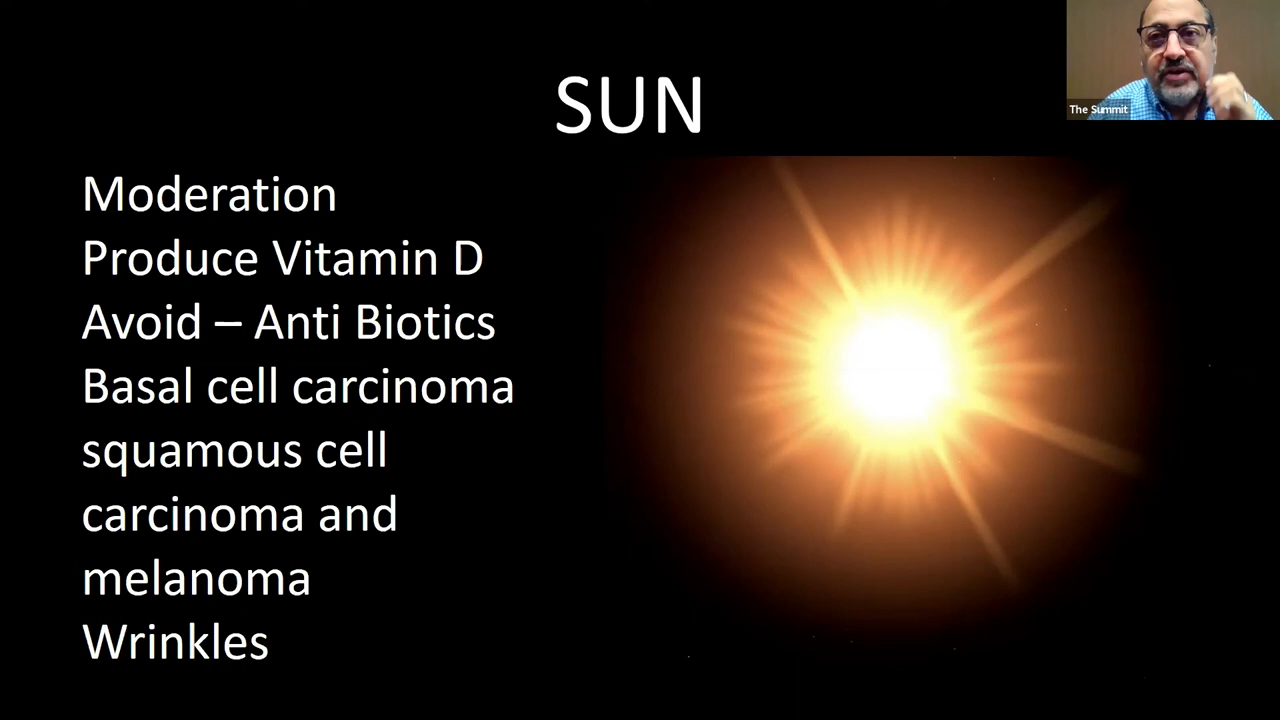 SUN
Moderation
Produce Vitamin D
Avoid – Anti Biotics
Basal cell carcinoma
squamous cell
carcinoma and
melanoma
Wrinkles
The Summit